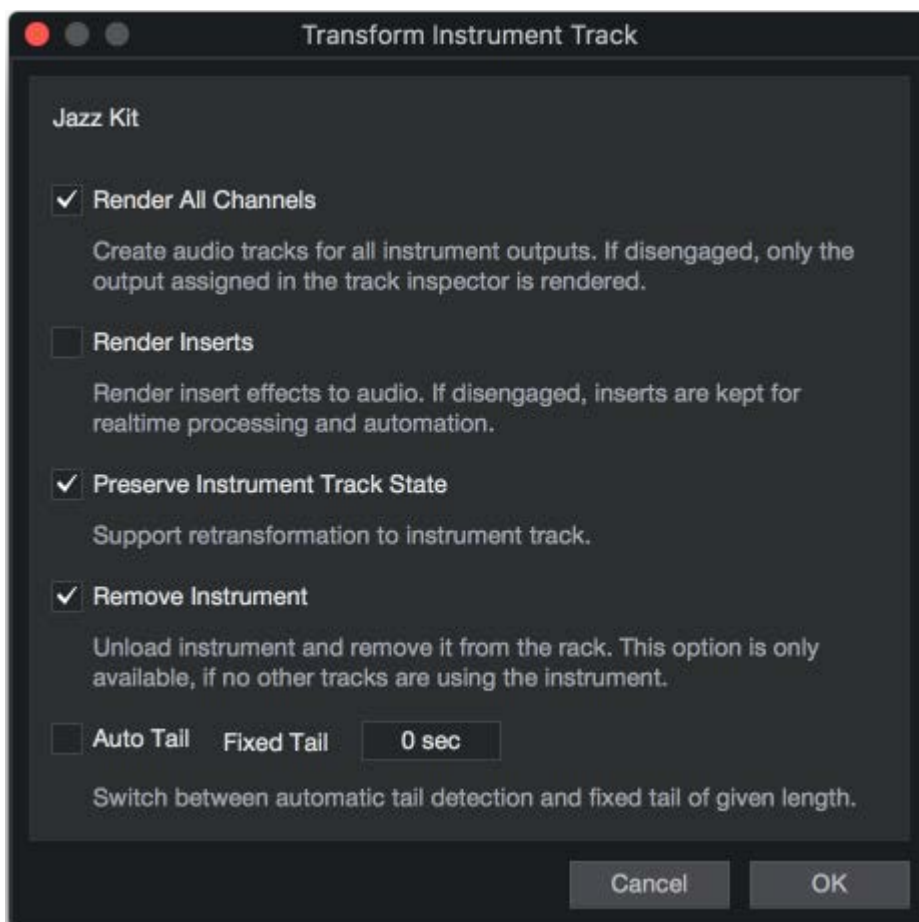 Transform Instrument Track
Jazz Kit
Render All Channels
Create audio tracks for all instrument outputs. If disengaged, only the
output assigned in the track inspector is rendered.
Render Inserts
Render insert effects to audio. If disengaged, inserts are kept for
realtime processing and automation.
Preserve Instrument Track State
Support retransformation to instrument track.
Remove Instrument
Unload instrument and remove it from the rack. This option is only
available, if no other tracks are using the instrument.
Auto Tail Fixed Tail 0 sec
Switch between automatic tail detection and fixed tail of given length.
Cancel OK